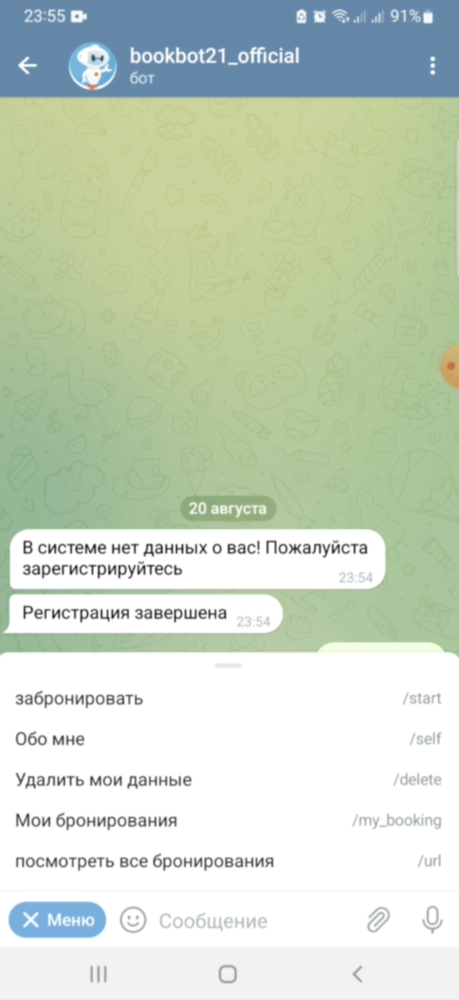 23:55 91%
bookbot21_official
бот
20 августа
В системе нет данных о вас! Пожалуйста
зарегистрируйтесь
23:54
Регистрация завершена 23:54
забронировать /start
Обо мне /self
Удалить мои данные /delete
Мои бронирования /my_booking
посмотреть все бронирования /url
Меню Сообщение